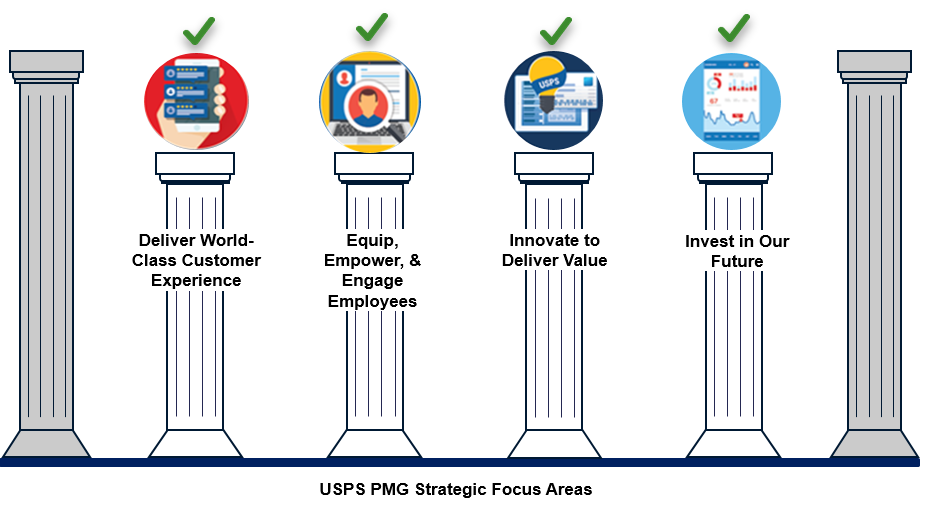 USPS
67
Deliver World-
Class Customer
Experience
Equip,
Empower, &
Engage
Employees
Innovate to
Deliver Value
Invest in Our
Future
USPS PMG Strategic Focus Areas